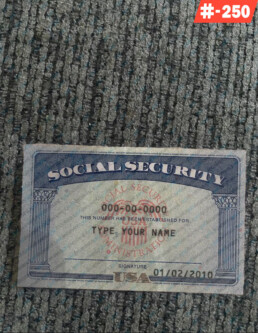 #-250
SOCIAL SECURITY
000-00-0000
THIS NUMBER HAS BEEN ESTABLISHED FOR
TYPE YOUR NAME
SIGNATURE
USA 01/02/2010